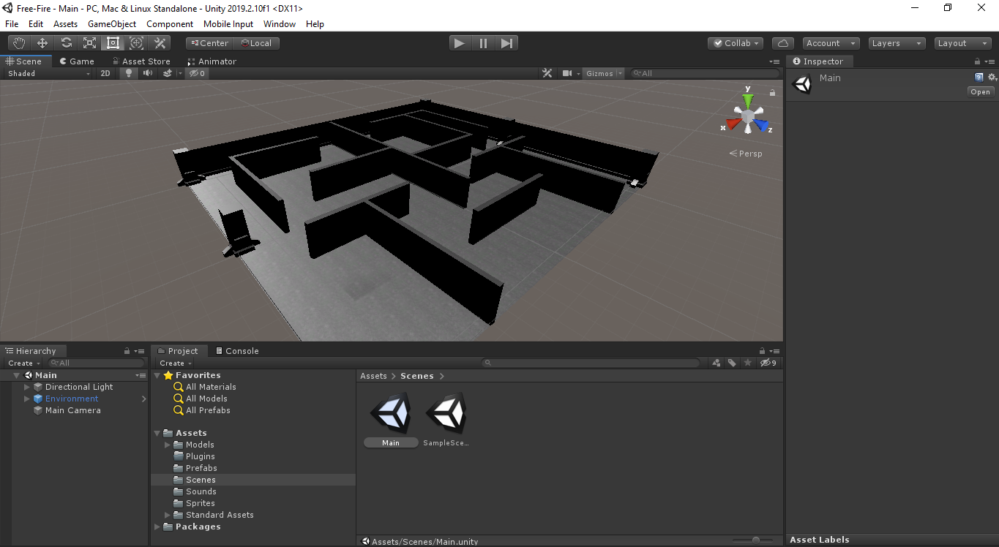 Free-Fire - Main - PC, Mac & Linux Standalone - Unity 2019.2.10f1 <DX11>
File Edit Assets GameObject Component Mobile Input Window Help
Center Local Collab Account Layers Layout
Scene Game Asset Store Animator
Shaded 2D 0 Gizmos All
y
x
z
Persp
Inspector
Main
Open
Hierarchy
Create All
Main
Directional Light
Environment
Main Camera
Project Console
Create 9
Favorites
All Materials
All Models
All Prefabs
Assets
Models
Plugins
Prefabs
Scenes
Sounds
Sprites
Standard Assets
Packages
Assets > Scenes >
Main SampleSce...
Assets/Scenes/Main.unity
Asset Labels